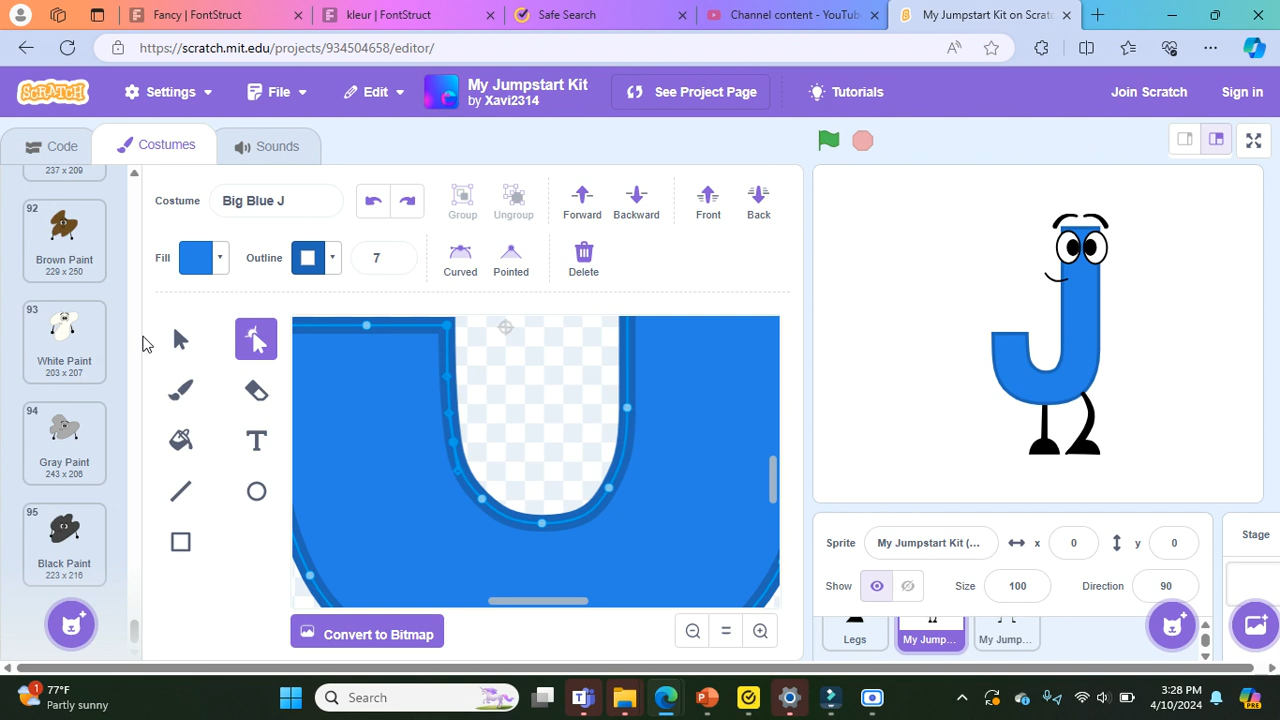 Fancy | FontStruct
kleur | FontStruct
Safe Search
Channel content - YouTub
My Jumpstart Kit on Scratc
https://scratch.mit.edu/projects/934504658/editor/
SCRATCH
Settings
File
Edit
My Jumpstart Kit
by Xavi2314
See Project Page
Tutorials
Join Scratch
Sign in
Code
Costumes
Sounds
237 x 209
92
Brown Paint
229 x 250
93
White Paint
203 x 207
94
Gray Paint
243 x 206
95
Black Paint
223 x 216
Costume
Big Blue J
Group
Ungroup
Forward
Backward
Front
Back
Fill
Outline
7
Curved
Pointed
Delete
T
Convert to Bitmap
Sprite
My Jumpstart Kit (...
x
0
y
0
Show
Size
100
Direction
90
Legs
My Jump...
My Jump...
Stage
1
77°F
Partly sunny
Search
3:28 PM
4/10/2024
PRE